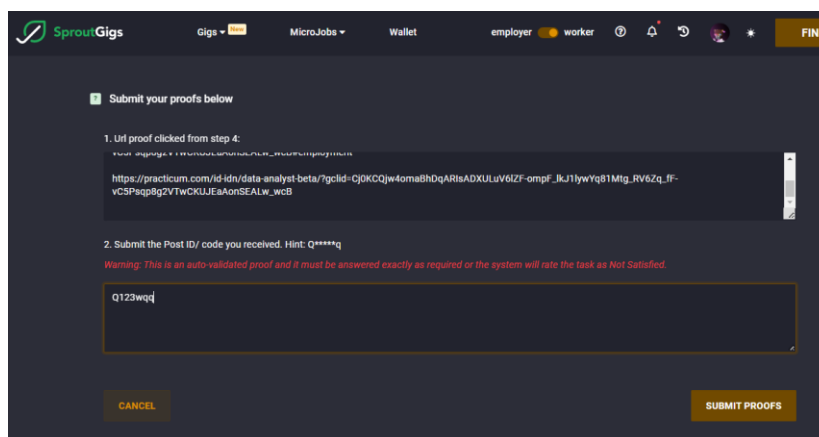 SproutGigs Gigs New MicroJobs Wallet employer worker FIN
Submit your proofs below
1. Url proof clicked from step 4:
https://practicum.com/id-idn/data-analyst-beta/?gclid=Cj0KCQjw4omaBhDqARIsADXULuV6lZF-ompF_lkJ1lywYq81Mtg_RV6Zq_fF-
vC5Psqp8g2VTwCKUJEaAonSEALw_wcB
2. Submit the Post ID/ code you received. Hint: Q*****q
Warning: This is an auto-validated proof and it must be answered exactly as required or the system will rate the task as Not Satisfied.
Q123wqq
CANCEL SUBMIT PROOFS